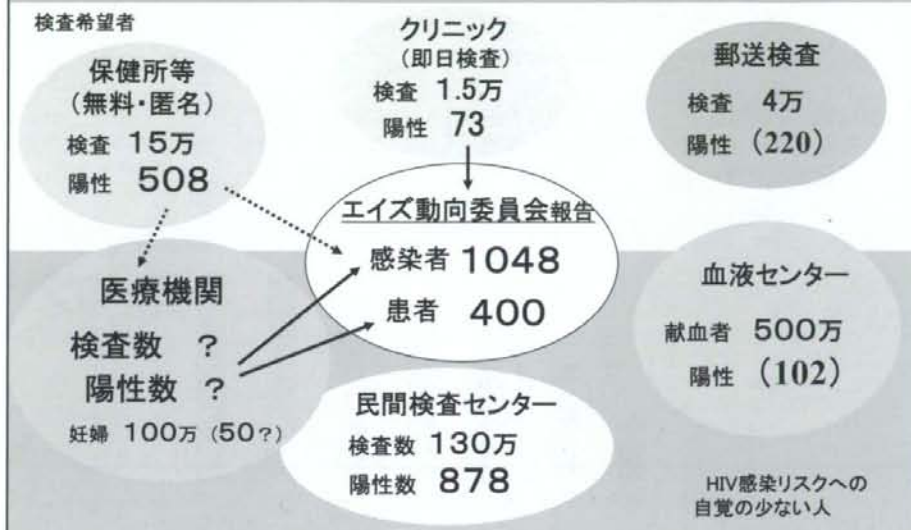 検査希望者
クリニック
(即日検査)
検査 1.5万
陽性 73
保健所等
(無料・匿名)
検査 15万
陽性 508
郵送検査
検査 4万
陽性 (220)
エイズ動向委員会報告
感染者 1048
患者 400
医療機関
検査数 ?
陽性数 ?
妊婦 100万 (50?)
血液センター
献血者 500万
陽性 (102)
民間検査センター
検査数 130万
陽性数 878
HIV感染リスクへの
自覚の少ない人